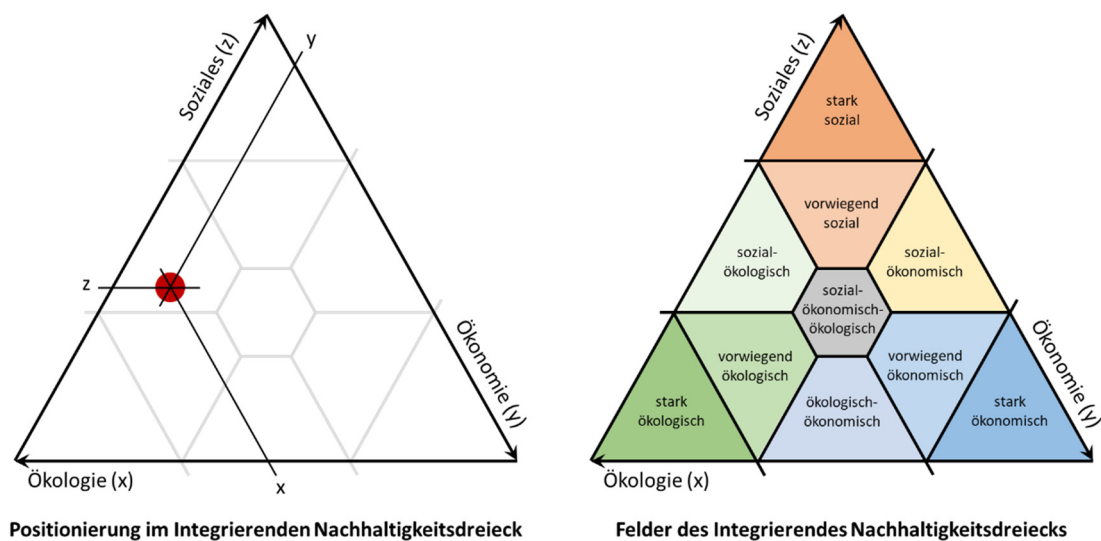 Soziales (z)
y
z
Ökonomie (y)
Ökologie (x)
x
Positionierung im Integrierenden Nachhaltigkeitsdreieck
Soziales (z)
stark
sozial
vorwiegend
sozial
sozial-
ökologisch
sozial-
ökonomisch
sozial-
ökonomisch-
ökologisch
Ökonomie (y)
vorwiegend
ökologisch
vorwiegend
ökonomisch
stark
ökologisch
ökologisch-
ökonomisch
stark
ökonomisch
Ökologie (x)
Felder des Integrierendes Nachhaltigkeitsdreiecks